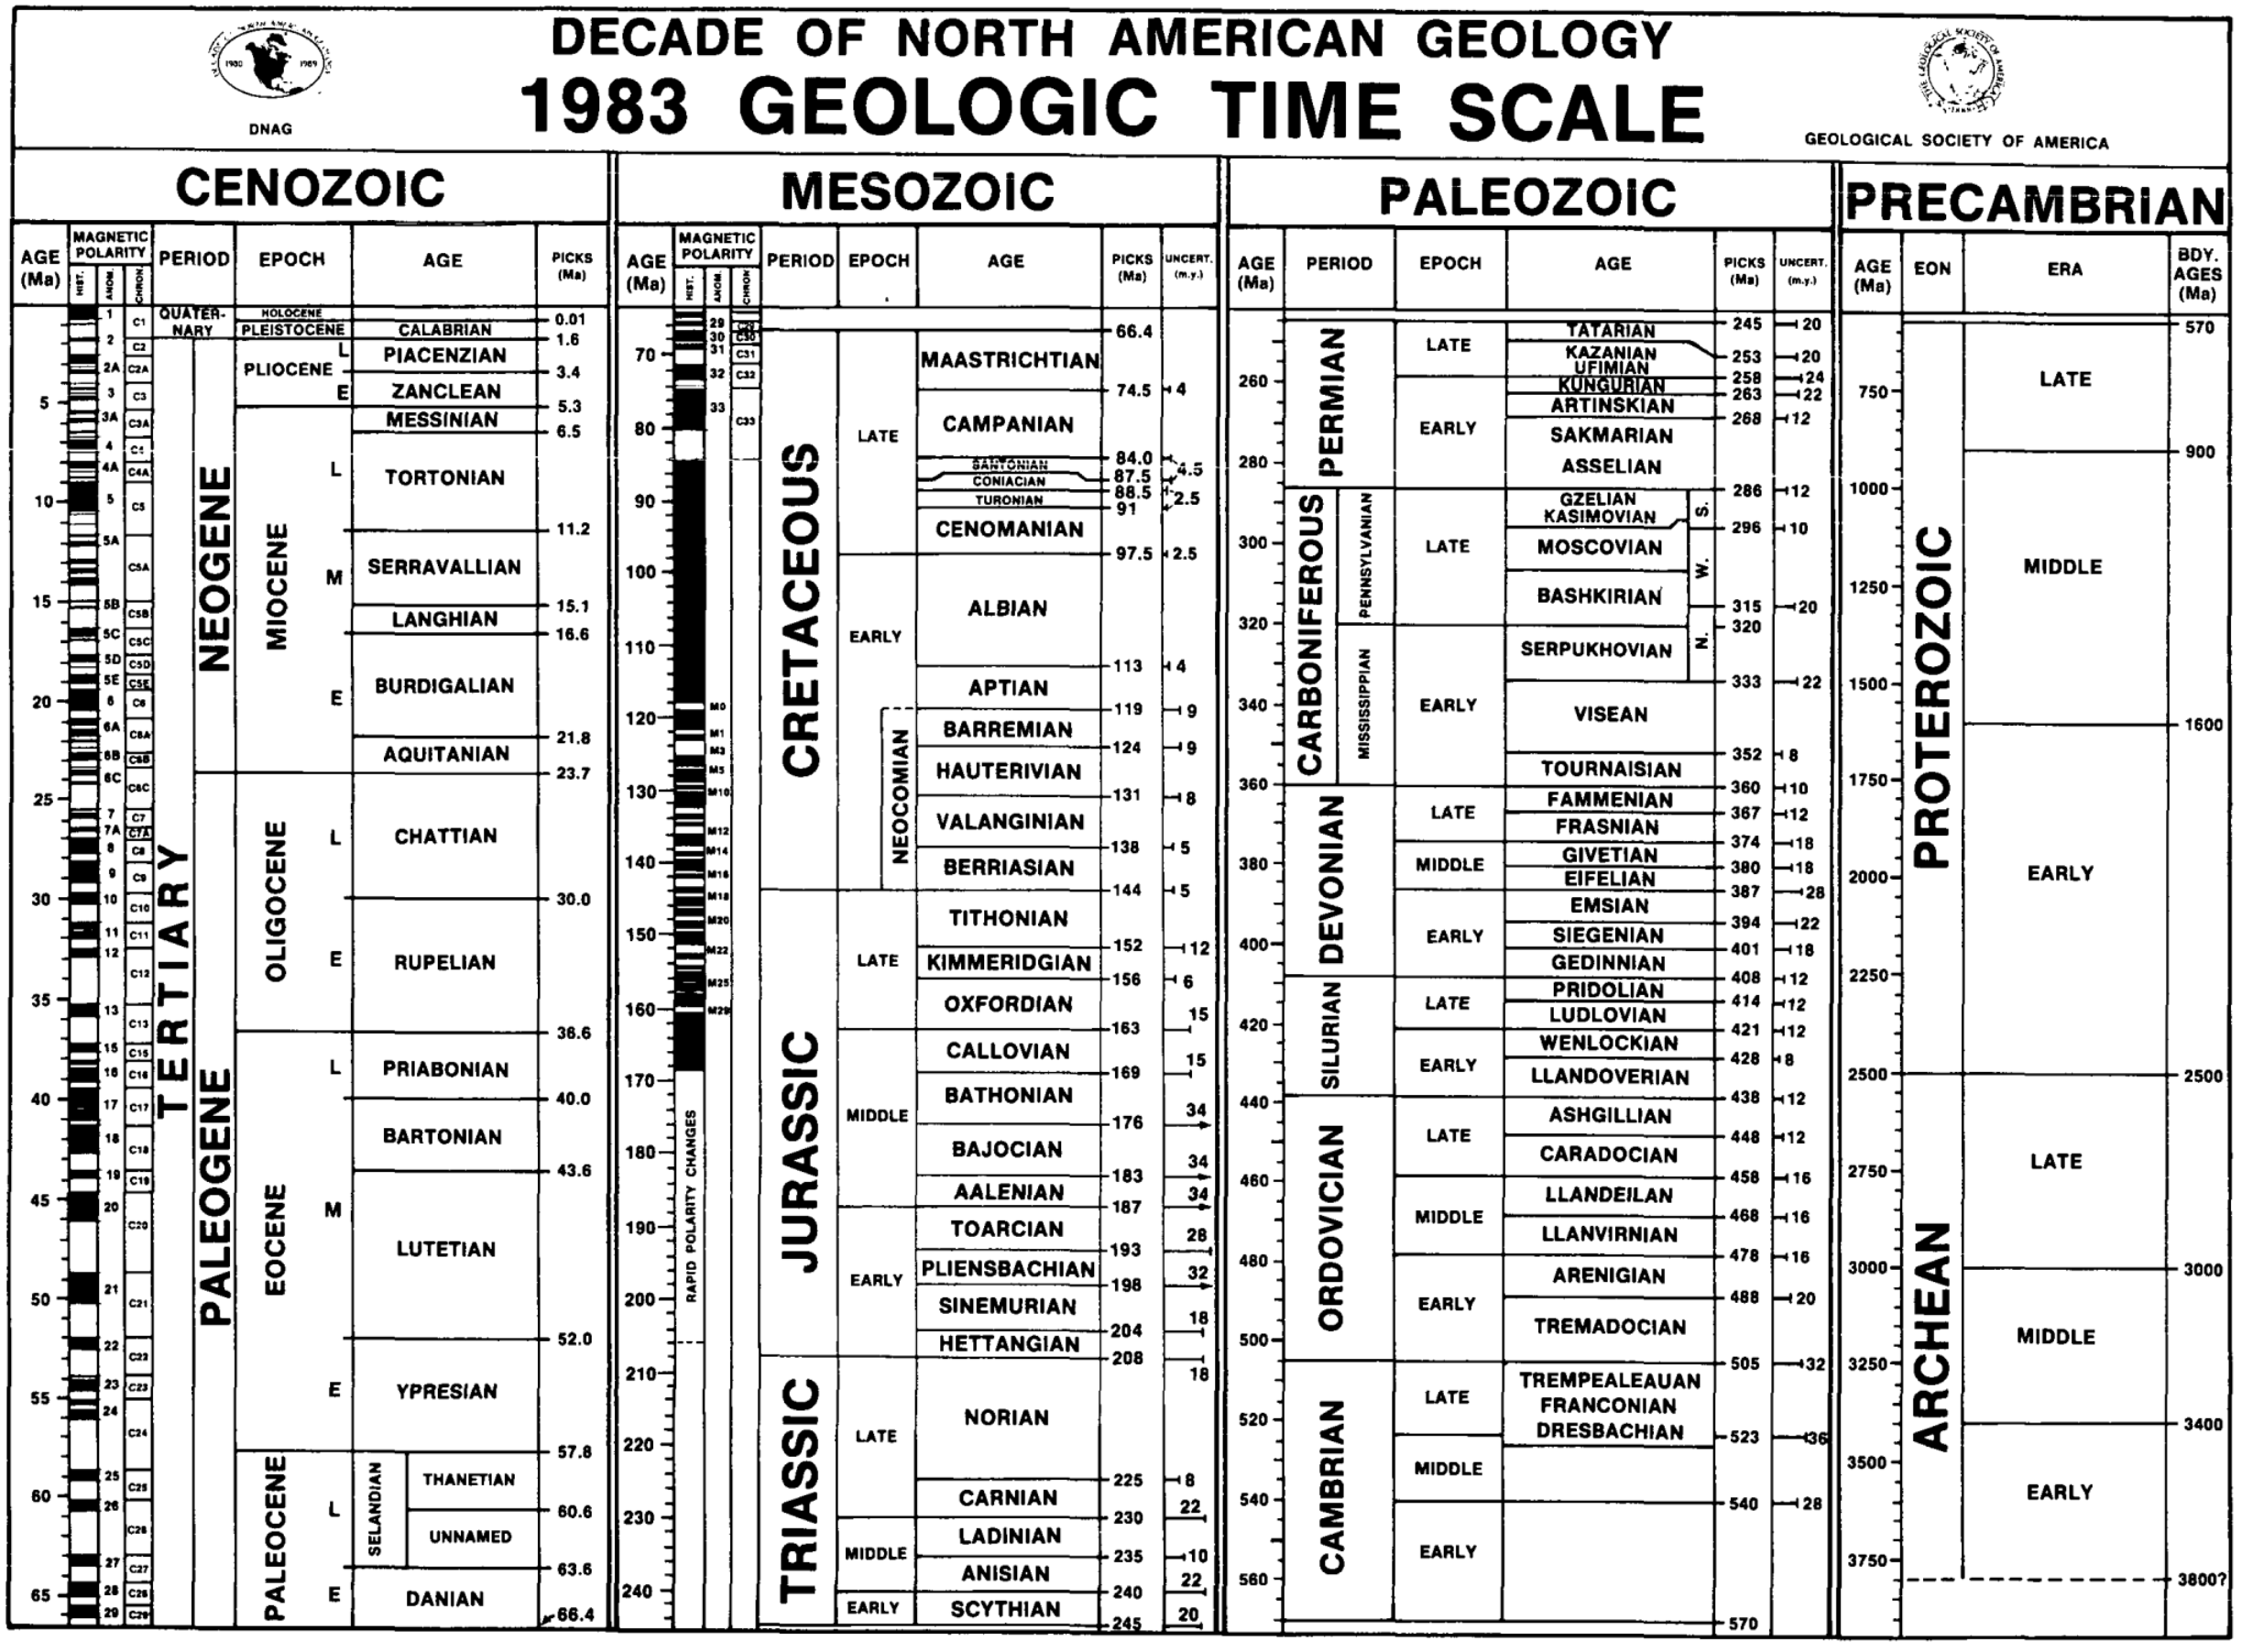 DECADE OF NORTH AMERICAN GEOLOGY
1983 GEOLOGIC TIME SCALE
1980 1989
DNAG
THE GEOLOGICAL SOCIETY OF AMERICA
GEOLOGICAL SOCIETY OF AMERICA
CENOZOIC
AGE (Ma)
MAGNETIC POLARITY
HIST. ANOM. CHRON.
PERIOD
EPOCH
AGE
PICKS (Ma)
5
10
15
20
25
30
35
40
45
50
55
60
65
1
2
2A
3
3A
4
4A
5
5A
5B
5C
5D
5E
6
6A
6B
6C
7
7A
8
9
10
11
12
13
15
16
17
18
19
20
21
22
23
24
25
26
27
28
29
C1
C2
C2A
C3
C3A
C4
C4A
C5
C5A
C5B
C5C
C5D
C5E
C6
C6A
C6B
C6C
C7
C7A
C8
C9
C10
C11
C12
C13
C15
C16
C17
C18
C19
C20
C21
C22
C23
C24
C25
C26
C27
C28
C29
QUATER-
NARY
TERTIARY
NEOGENE
PALEOGENE
HOLOCENE
PLEISTOCENE
PLIOCENE
L
E
MIOCENE
L
M
E
OLIGOCENE
L
E
EOCENE
L
M
E
PALEOCENE
L
E
CALABRIAN
PIACENZIAN
ZANCLEAN
MESSINIAN
TORTONIAN
SERRAVALLIAN
LANGHIAN
BURDIGALIAN
AQUITANIAN
CHATTIAN
RUPELIAN
PRIABONIAN
BARTONIAN
LUTETIAN
YPRESIAN
SELANDIAN
THANETIAN
UNNAMED
DANIAN
0.01
1.6
3.4
5.3
6.5
11.2
15.1
16.6
21.8
23.7
30.0
36.6
40.0
43.6
52.0
57.8
60.6
63.6
66.4
MESOZOIC
AGE (Ma)
MAGNETIC POLARITY
HIST. ANOM. CHRON.
PERIOD
EPOCH
AGE
PICKS (Ma)
UNCERT. (m.y.)
70
80
90
100
110
120
130
140
150
160
170
180
190
200
210
220
230
240
29
30
31
32
33
M0
M1
M3
M5
M10
M12
M14
M16
M18
M20
M22
M25
M29
RAPID POLARITY CHANGES
C29
C30
C31
C32
C33
CRETACEOUS
JURASSIC
TRIASSIC
LATE
EARLY
NEOCOMIAN
LATE
MIDDLE
EARLY
LATE
MIDDLE
EARLY
MAASTRICHTIAN
CAMPANIAN
SANTONIAN
CONIACIAN
TURONIAN
CENOMANIAN
ALBIAN
APTIAN
BARREMIAN
HAUTERIVIAN
VALANGINIAN
BERRIASIAN
TITHONIAN
KIMMERIDGIAN
OXFORDIAN
CALLOVIAN
BATHONIAN
BAJOCIAN
AALENIAN
TOARCIAN
PLIENSBACHIAN
SINEMURIAN
HETTANGIAN
NORIAN
CARNIAN
LADINIAN
ANISIAN
SCYTHIAN
66.4
74.5 4
84.0
87.5 4.5
88.5
91 2.5
97.5 2.5
113 4
119 9
124 9
131 8
138 5
144 5
152 12
156 6
163 15
169 15
176 34
183 34
187 34
193 28
198 32
204 18
208 18
225 8
230 22
235 10
240 22
245 20
PALEOZOIC
AGE (Ma)
PERIOD
EPOCH
AGE
PICKS (Ma)
UNCERT. (m.y.)
260
280
300
320
340
360
380
400
420
440
460
480
500
520
540
560
PERMIAN
CARBONIFEROUS
PENNSYLVANIAN
MISSISSIPPIAN
DEVONIAN
SILURIAN
ORDOVICIAN
CAMBRIAN
LATE
EARLY
LATE
EARLY
LATE
MIDDLE
EARLY
LATE
EARLY
LATE
MIDDLE
EARLY
LATE
MIDDLE
EARLY
TATARIAN
KAZANIAN
UFIMIAN
KUNGURIAN
ARTINSKIAN
SAKMARIAN
ASSELIAN
GZELIAN
KASIMOVIAN
MOSCOVIAN
BASHKIRIAN
SERPUKHOVIAN
S.
W.
N.
VISEAN
TOURNAISIAN
FAMMENIAN
FRASNIAN
GIVETIAN
EIFELIAN
EMSIAN
SIEGENIAN
GEDINNIAN
PRIDOLIAN
LUDLOVIAN
WENLOCKIAN
LLANDOVERIAN
ASHGILLIAN
CARADOCIAN
LLANDEILAN
LLANVIRNIAN
ARENIGIAN
TREMADOCIAN
TREMPEALEAUAN
FRANCONIAN
DRESBACHIAN
245 20
253 20
258 24
263 22
268 12
286 12
296 10
315 20
320
333 22
352 8
360 10
367 12
374 18
380 18
387 28
394 22
401 18
408 12
414 12
421 12
428 8
438 12
448 12
458 16
468 16
478 16
488 20
505 32
523 36
540 28
570
PRECAMBRIAN
AGE (Ma)
EON
ERA
BDY. AGES (Ma)
750
1000
1250
1500
1750
2000
2250
2500
2750
3000
3250
3500
3750
PROTEROZOIC
ARCHEAN
LATE
MIDDLE
EARLY
LATE
MIDDLE
EARLY
570
900
1600
2500
3000
3400
3800?